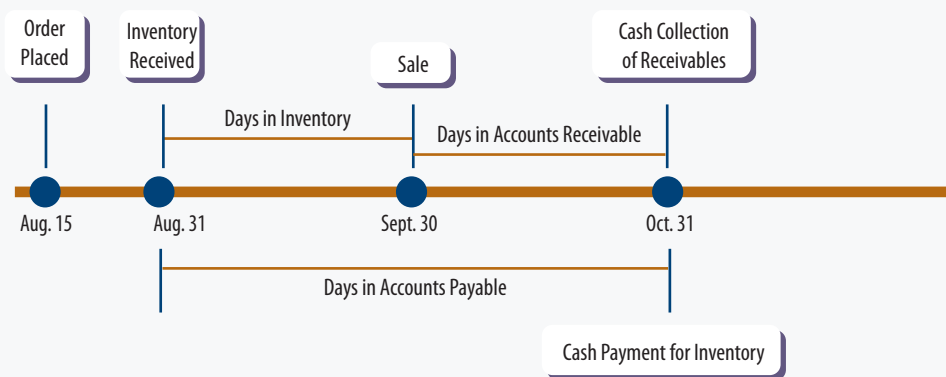 Order
Placed
Inventory
Received
Sale
Cash Collection
of Receivables
Days in Inventory
Days in Accounts Receivable
Aug. 15
Aug. 31
Sept. 30
Oct. 31
Days in Accounts Payable
Cash Payment for Inventory